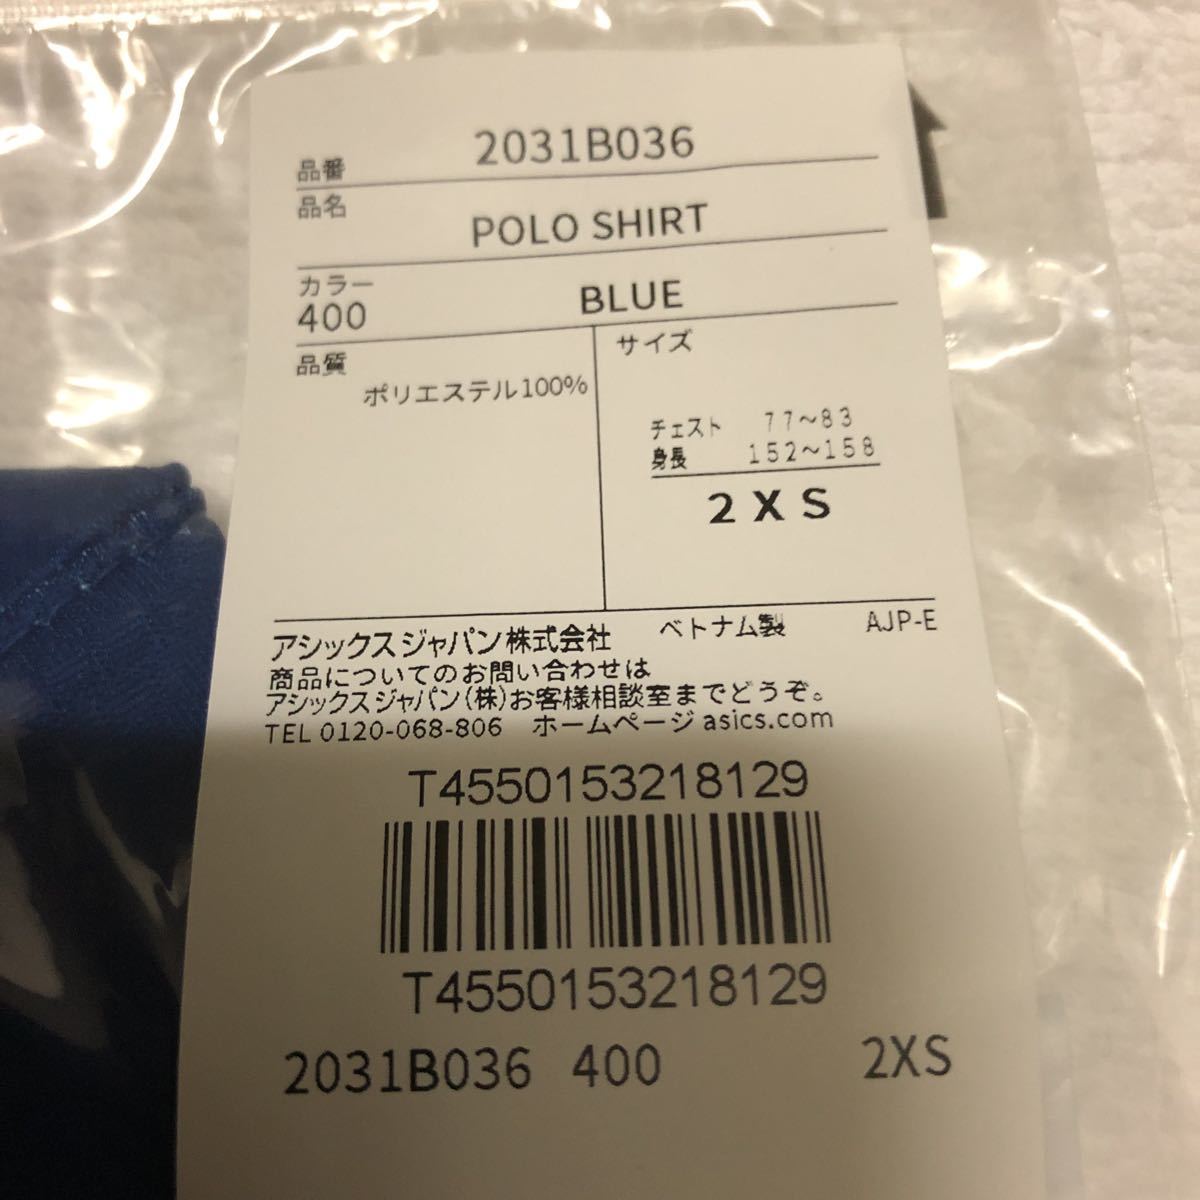 品番 2031B036
品名 POLO SHIRT
カラー
400 BLUE
品質
ポリエステル100%
サイズ
チェスト 77〜83
身長 152〜158
2XS
アシックスジャパン株式会社 ベトナム製 AJP-E
商品についてのお問い合わせは
アシックスジャパン(株)お客様相談室までどうぞ。
TEL 0120-068-806 ホームページ asics.com
T4550153218129
T4550153218129
2031B036 400 2XS